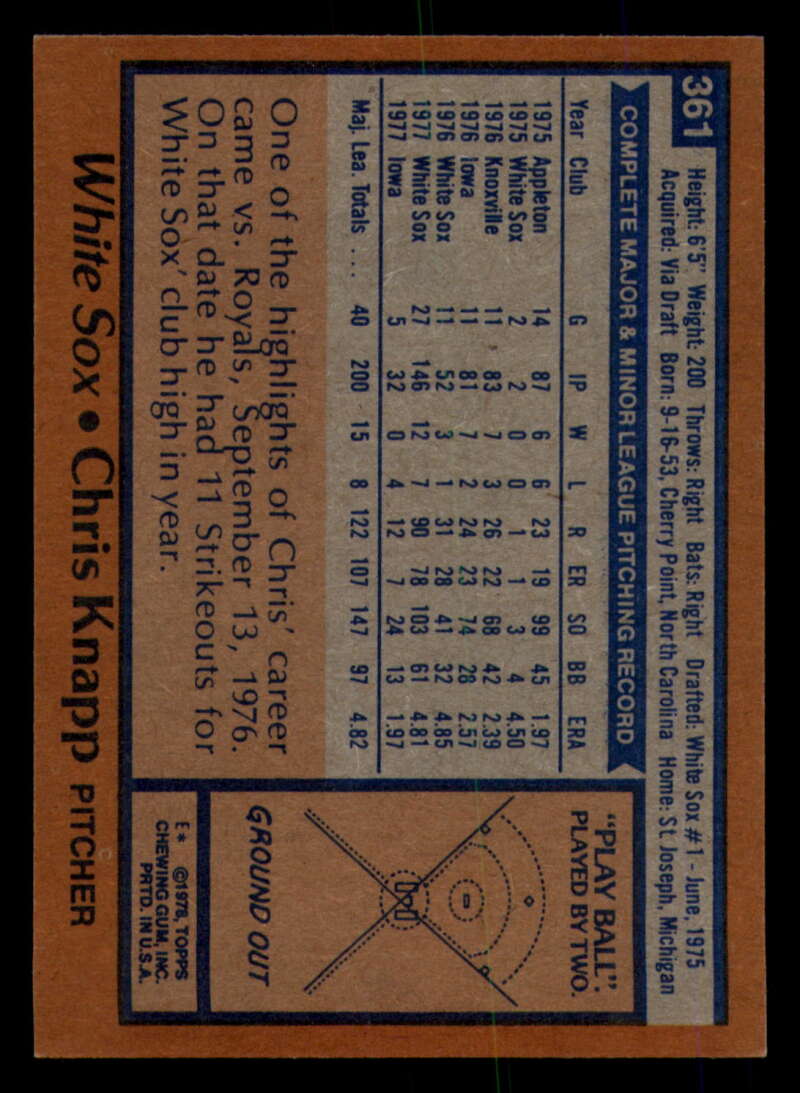 361
Height: 6'5" Weight: 200 Throws: Right Bats: Right Drafted: White Sox #1 - June, 1975
Acquired: Via Draft Born: 9-16-53, Cherry Point, North Carolina Home: St. Joseph, Michigan
COMPLETE MAJOR & MINOR LEAGUE PITCHING RECORD
Year Club G IP W L R ER SO BB ERA
1975 Appleton 14 87 6 6 23 19 99 45 1.97
1975 White Sox 2 2 0 0 1 1 3 4 4.50
1976 Knoxville 11 83 7 3 26 22 68 42 2.39
1976 Iowa 11 81 7 2 24 23 74 28 2.57
1976 White Sox 11 52 3 1 31 28 41 32 4.85
1977 White Sox 27 146 12 7 90 78 103 61 4.81
1977 Iowa 5 32 0 4 12 7 24 13 1.97
Maj. Lea. Totals .... 40 200 15 8 122 107 147 97 4.82
One of the highlights of Chris' career
came vs. Royals, September 13, 1976.
On that date he had 11 Strikeouts for
White Sox' club high in year.
"PLAY BALL":
PLAYED BY TWO.
GROUND OUT
E* ©1978, TOPPS
CHEWING GUM, INC.
PRTD. IN U.S.A.
White Sox • Chris Knapp PITCHER